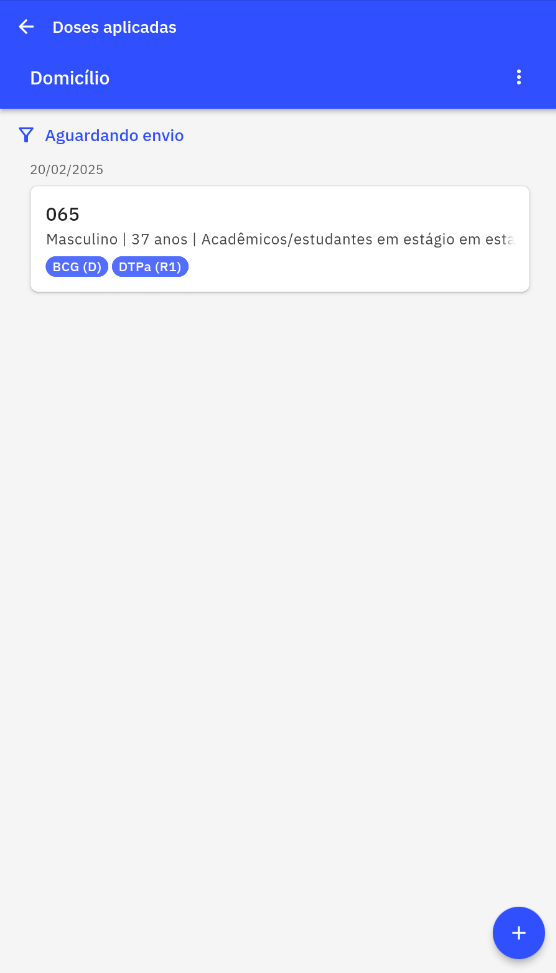 Doses aplicadas
Domicílio
Aguardando envio
20/02/2025
065
Masculino | 37 anos | Acadêmicos/estudantes em estágio em esta
BCG (D) DTPa (R1)